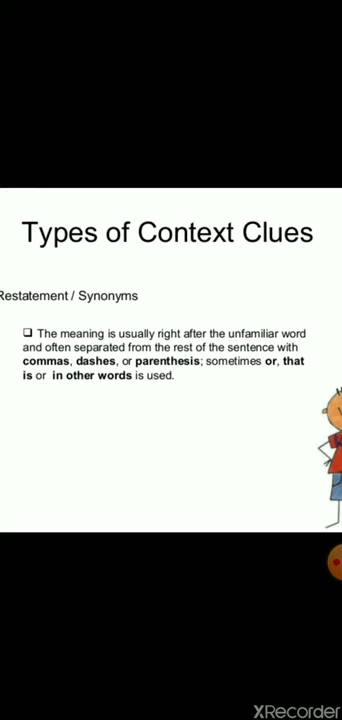 Types of Context Clues
Restatement / Synonyms
❑ The meaning is usually right after the unfamiliar word
and often separated from the rest of the sentence with
commas, dashes, or parenthesis; sometimes or, that
is or in other words is used.
XRecorder